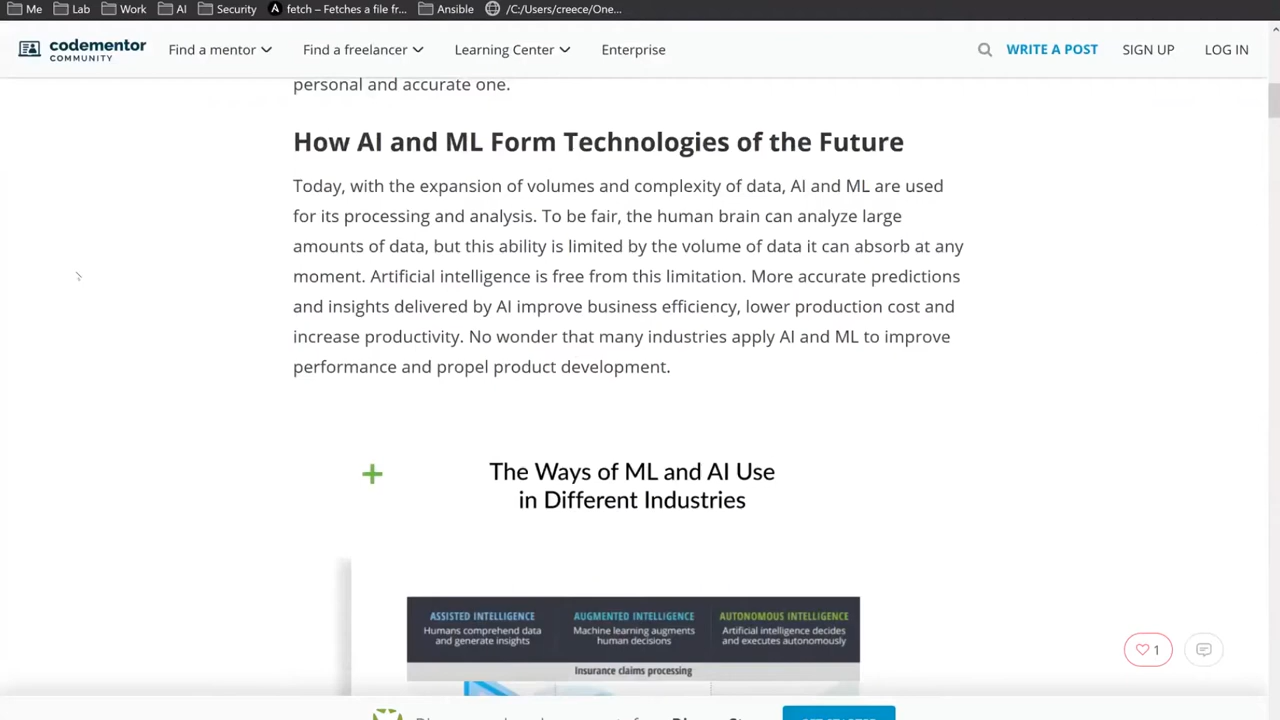 Me Lab Work AI Security fetch – Fetches a file fr... Ansible /C:/Users/creece/One...
codementor
COMMUNITY
Find a mentor Find a freelancer Learning Center Enterprise WRITE A POST SIGN UP LOG IN
personal and accurate one.
How AI and ML Form Technologies of the Future
Today, with the expansion of volumes and complexity of data, AI and ML are used
for its processing and analysis. To be fair, the human brain can analyze large
amounts of data, but this ability is limited by the volume of data it can absorb at any
moment. Artificial intelligence is free from this limitation. More accurate predictions
and insights delivered by AI improve business efficiency, lower production cost and
increase productivity. No wonder that many industries apply AI and ML to improve
performance and propel product development.
The Ways of ML and AI Use
in Different Industries
ASSISTED INTELLIGENCE AUGMENTED INTELLIGENCE AUTONOMOUS INTELLIGENCE
Humans comprehend data Machine learning augments Artificial intelligence decides
and generate insights human decisions and executes autonomously
1
Insurance claims processing